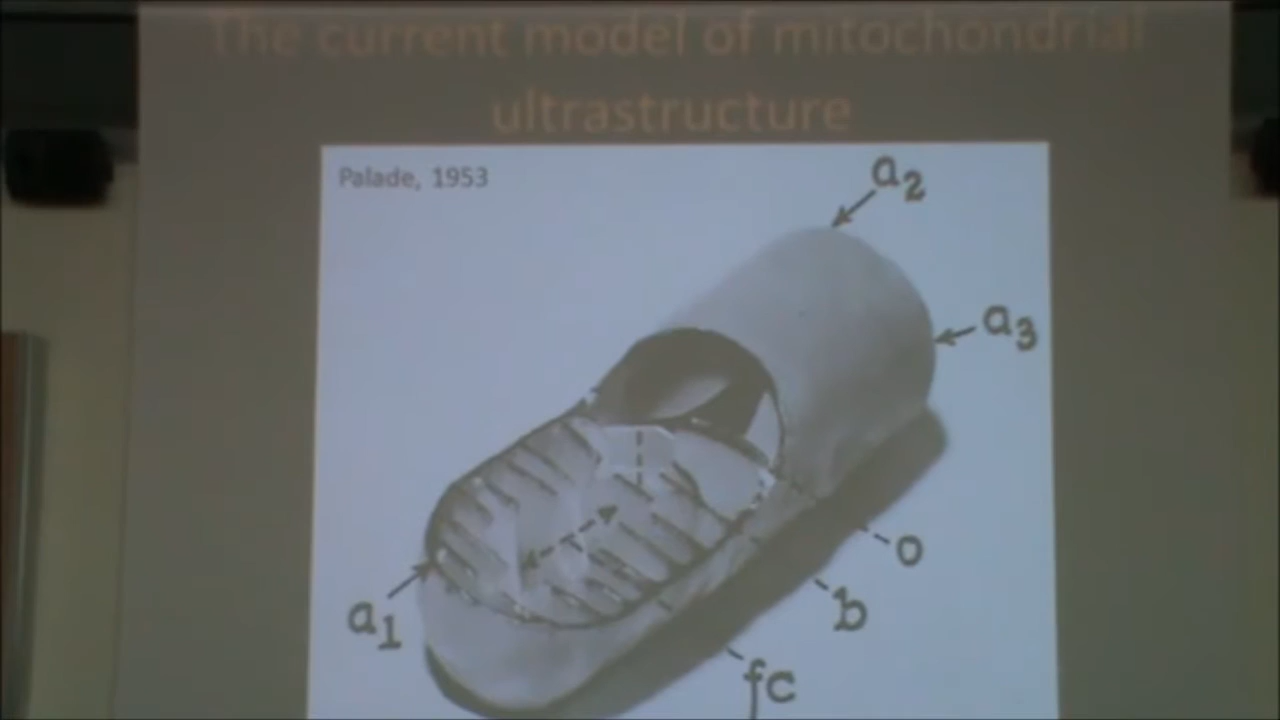 The current model of mitochondrial
ultrastructure
Palade, 1953
a2
a3
o
b
a1
fc